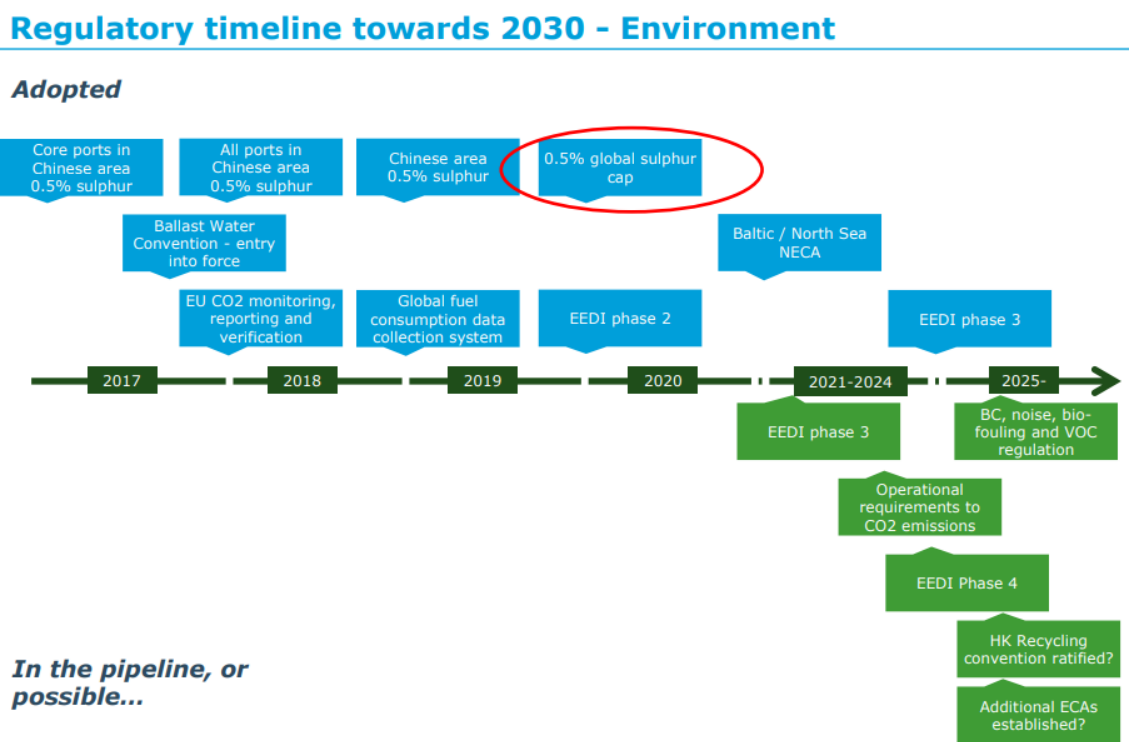 Regulatory timeline towards 2030 - Environment
Adopted
Core ports in
Chinese area
0.5% sulphur
All ports in
Chinese area
0.5% sulphur
Chinese area
0.5% sulphur
0.5% global sulphur
cap
Ballast Water
Convention - entry
into force
Baltic / North Sea
NECA
EU CO2 monitoring,
reporting and
verification
Global fuel
consumption data
collection system
EEDI phase 2
EEDI phase 3
2017
2018
2019
2020
2021-2024
2025-
EEDI phase 3
BC, noise, bio-
fouling and VOC
regulation
Operational
requirements to
CO2 emissions
EEDI Phase 4
HK Recycling
convention ratified?
Additional ECAs
established?
In the pipeline, or
possible...